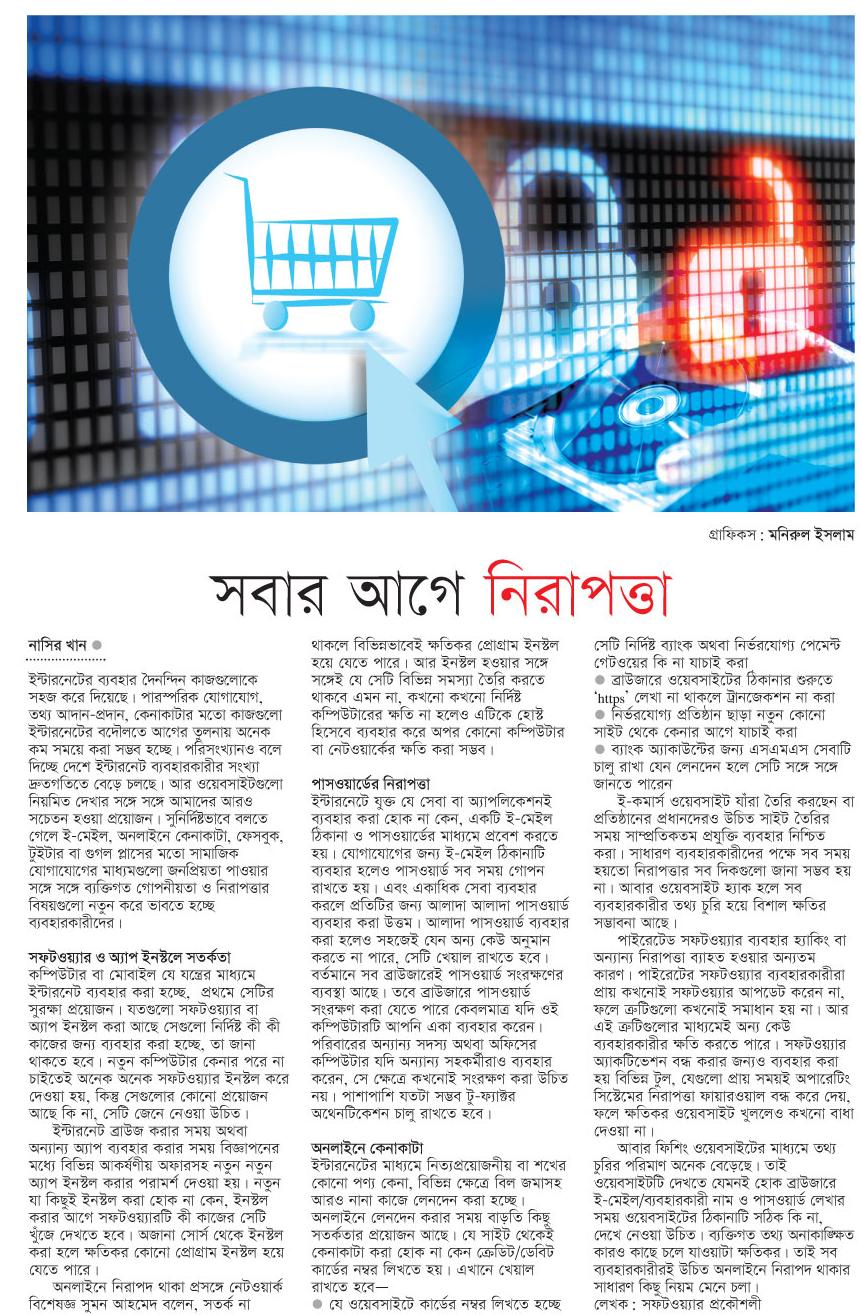 গ্রাফিকস : মনিরুল ইসলাম
সবার আগে নিরাপত্তা
নাসির খান ●
ইন্টারনেটের ব্যবহার দৈনন্দিন কাজগুলোকে
সহজ করে দিয়েছে। পারস্পরিক যোগাযোগ,
তথ্য আদান-প্রদান, কেনাকাটার মতো কাজগুলো
ইন্টারনেটের বদৌলতে আগের তুলনায় অনেক
কম সময়ে করা সম্ভব হচ্ছে। পরিসংখ্যানও বলে
দিচ্ছে দেশে ইন্টারনেট ব্যবহারকারীর সংখ্যা
দ্রুতগতিতে বেড়ে চলছে। আর ওয়েবসাইটগুলো
নিয়মিত দেখার সঙ্গে সঙ্গে আমাদের আরও
সচেতন হওয়া প্রয়োজন। সুনির্দিষ্টভাবে বলতে
গেলে ই-মেইল, অনলাইনে কেনাকাটা, ফেসবুক,
টুইটার বা গুগল প্লাসের মতো সামাজিক
যোগাযোগের মাধ্যমগুলো জনপ্রিয়তা পাওয়ার
সঙ্গে সঙ্গে ব্যক্তিগত গোপনীয়তা ও নিরাপত্তার
বিষয়গুলো নতুন করে ভাবতে হচ্ছে
ব্যবহারকারীদের।
সফটওয়্যার ও অ্যাপ ইনস্টলে সতর্কতা
কম্পিউটার বা মোবাইল যে যন্ত্রের মাধ্যমে
ইন্টারনেট ব্যবহার করা হচ্ছে, প্রথমে সেটির
সুরক্ষা প্রয়োজন। যতগুলো সফটওয়্যার বা
অ্যাপ ইনস্টল করা আছে সেগুলো নির্দিষ্ট কী কী
কাজের জন্য ব্যবহার করা হচ্ছে, তা জানা
থাকতে হবে। নতুন কম্পিউটার কেনার পরে না
চাইতেই অনেক অনেক সফটওয়্যার ইনস্টল করে
দেওয়া হয়, কিন্তু সেগুলোর কোনো প্রয়োজন
আছে কি না, সেটি জেনে নেওয়া উচিত।
ইন্টারনেট ব্রাউজ করার সময় অথবা
অন্যান্য অ্যাপ ব্যবহার করার সময় বিজ্ঞাপনের
মধ্যে বিভিন্ন আকর্ষণীয় অফারসহ নতুন নতুন
অ্যাপ ইনস্টল করার পরামর্শ দেওয়া হয়। নতুন
যা কিছুই ইনস্টল করা হোক না কেন, ইনস্টল
করার আগে সফটওয়্যারটি কী কাজের সেটি
খুঁজে দেখতে হবে। অজানা সোর্স থেকে ইনস্টল
করা হলে ক্ষতিকর কোনো প্রোগ্রাম ইনস্টল হয়ে
যেতে পারে।
অনলাইনে নিরাপদ থাকা প্রসঙ্গে নেটওয়ার্ক
বিশেষজ্ঞ সুমন আহমেদ বলেন, সতর্ক না
থাকলে বিভিন্নভাবেই ক্ষতিকর প্রোগ্রাম ইনস্টল
হয়ে যেতে পারে। আর ইনস্টল হওয়ার সঙ্গে
সঙ্গেই যে সেটি বিভিন্ন সমস্যা তৈরি করতে
থাকবে এমন না, কখনো কখনো নির্দিষ্ট
কম্পিউটারের ক্ষতি না হলেও এটিকে হোস্ট
হিসেবে ব্যবহার করে অপর কোনো কম্পিউটার
বা নেটওয়ার্কের ক্ষতি করা সম্ভব।
পাসওয়ার্ডের নিরাপত্তা
ইন্টারনেটে যুক্ত যে সেবা বা অ্যাপলিকেশনই
ব্যবহার করা হোক না কেন, একটি ই-মেইল
ঠিকানা ও পাসওয়ার্ডের মাধ্যমে প্রবেশ করতে
হয়। যোগাযোগের জন্য ই-মেইল ঠিকানাটি
ব্যবহার হলেও পাসওয়ার্ড সব সময় গোপন
রাখতে হয়। এবং একাধিক সেবা ব্যবহার
করলে প্রতিটির জন্য আলাদা আলাদা পাসওয়ার্ড
ব্যবহার করা উত্তম। আলাদা পাসওয়ার্ড ব্যবহার
করা হলেও সহজেই যেন অন্য কেউ অনুমান
করতে না পারে, সেটি খেয়াল রাখতে হবে।
বর্তমানে সব ব্রাউজারেই পাসওয়ার্ড সংরক্ষণের
ব্যবস্থা আছে। তবে ব্রাউজারে পাসওয়ার্ড
সংরক্ষণ করা যেতে পারে কেবলমাত্র যদি ওই
কম্পিউটারটি আপনি একা ব্যবহার করেন।
পরিবারের অন্যান্য সদস্য অথবা অফিসের
কম্পিউটার যদি অন্যান্য সহকর্মীরাও ব্যবহার
করেন, সে ক্ষেত্রে কখনোই সংরক্ষণ করা উচিত
নয়। পাশাপাশি যতটা সম্ভব টু-ফ্যাক্টর
অথেনটিকেশন চালু রাখতে হবে।
অনলাইনে কেনাকাটা
ইন্টারনেটের মাধ্যমে নিত্যপ্রয়োজনীয় বা শখের
কোনো পণ্য কেনা, বিভিন্ন ক্ষেত্রে বিল জমাসহ
আরও নানা কাজে লেনদেন করা হচ্ছে।
অনলাইনে লেনদেন করার সময় বাড়তি কিছু
সতর্কতার প্রয়োজন আছে। যে সাইট থেকেই
কেনাকাটা করা হোক না কেন ক্রেডিট/ডেবিট
কার্ডের নম্বর লিখতে হয়। এখানে খেয়াল
রাখতে হবে—
● যে ওয়েবসাইটে কার্ডের নম্বর লিখতে হচ্ছে
সেটি নির্দিষ্ট ব্যাংক অথবা নির্ভরযোগ্য পেমেন্ট
গেটওয়ের কি না যাচাই করা
● ব্রাউজারে ওয়েবসাইটের ঠিকানার শুরুতে
‘https’ লেখা না থাকলে ট্রানজেকশন না করা
● নির্ভরযোগ্য প্রতিষ্ঠান ছাড়া নতুন কোনো
সাইট থেকে কেনার আগে যাচাই করা
● ব্যাংক অ্যাকাউন্টের জন্য এসএমএস সেবাটি
চালু রাখা যেন লেনদেন হলে সেটি সঙ্গে সঙ্গে
জানতে পারেন
ই-কমার্স ওয়েবসাইট যাঁরা তৈরি করছেন বা
প্রতিষ্ঠানের প্রধানদেরও উচিত সাইট তৈরির
সময় সাম্প্রতিকতম প্রযুক্তি ব্যবহার নিশ্চিত
করা। সাধারণ ব্যবহারকারীদের পক্ষে সব সময়
হয়তো নিরাপত্তার সব দিকগুলো জানা সম্ভব হয়
না। আবার ওয়েবসাইট হ্যাক হলে সব
ব্যবহারকারীর তথ্য চুরি হয়ে বিশাল ক্ষতির
সম্ভাবনা আছে।
পাইরেটেড সফটওয়্যার ব্যবহার হ্যাকিং বা
অন্যান্য নিরাপত্তা ব্যাহত হওয়ার অন্যতম
কারণ। পাইরেটের সফটওয়্যার ব্যবহারকারীরা
প্রায় কখনোই সফটওয়্যার আপডেট করেন না,
ফলে ত্রুটিগুলো কখনোই সমাধান হয় না। আর
এই ত্রুটিগুলোর মাধ্যমেই অন্য কেউ
ব্যবহারকারীর ক্ষতি করতে পারে। সফটওয়্যার
অ্যাকটিভেশন বন্ধ করার জন্যও ব্যবহার করা
হয় বিভিন্ন টুল, যেগুলো প্রায় সময়ই অপারেটিং
সিস্টেমের নিরাপত্তা ফায়ারওয়াল বন্ধ করে দেয়,
ফলে ক্ষতিকর ওয়েবসাইট খুললেও কখনো বাধা
দেওয়া না।
আবার ফিশিং ওয়েবসাইটের মাধ্যমে তথ্য
চুরির পরিমাণ অনেক বেড়েছে। তাই
ওয়েবসাইটটি দেখতে যেমনই হোক ব্রাউজারে
ই-মেইল/ব্যবহারকারী নাম ও পাসওয়ার্ড লেখার
সময় ওয়েবসাইটের ঠিকানাটি সঠিক কি না,
দেখে নেওয়া উচিত। ব্যক্তিগত তথ্য অনাকাঙ্ক্ষিত
কারও কাছে চলে যাওয়াটা ক্ষতিকর। তাই সব
ব্যবহারকারীরই উচিত অনলাইনে নিরাপদ থাকার
সাধারণ কিছু নিয়ম মেনে চলা।
লেখক : সফটওয়্যার প্রকৌশলী